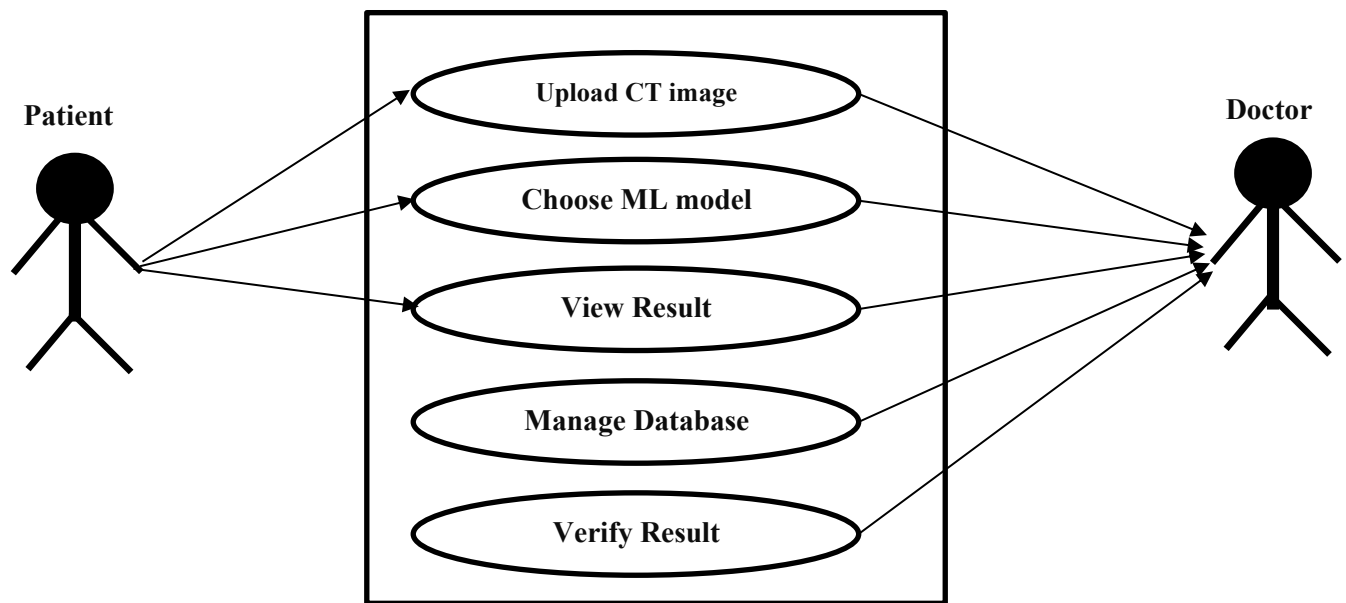 Patient
Upload CT image
Choose ML model
View Result
Manage Database
Verify Result
Doctor